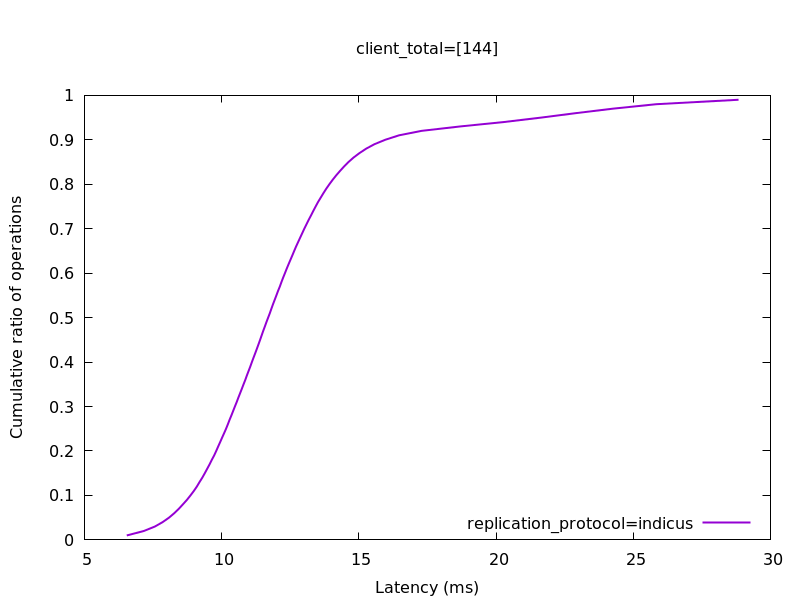 client_total=[144]
1
0.9
0.8
0.7
0.6
0.5
0.4
0.3
0.2
0.1
0
Cumulative ratio of operations
replication_protocol=indicus
5 10 15 20 25 30
Latency (ms)